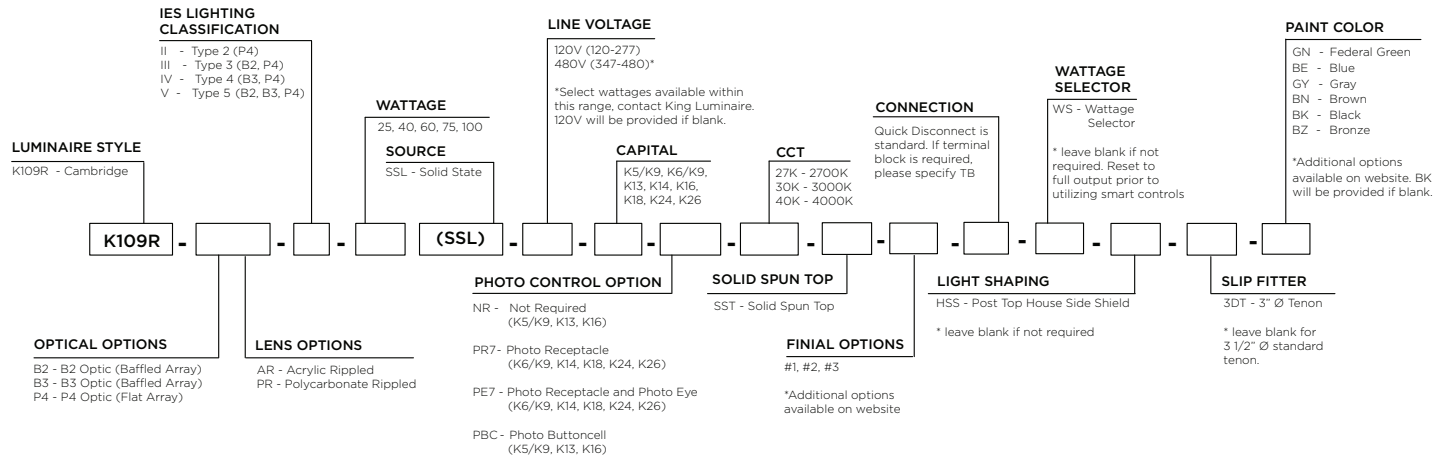 IES LIGHTING
CLASSIFICATION
II - Type 2 (P4)
III - Type 3 (B2, P4)
IV - Type 4 (B3, P4)
V - Type 5 (B2, B3, P4)
LINE VOLTAGE
120V (120-277)
480V (347-480)*
*Select wattages available within
this range, contact King Luminaire.
120V will be provided if blank.
PAINT COLOR
GN - Federal Green
BE - Blue
GY - Gray
BN - Brown
BK - Black
BZ - Bronze
*Additional options
available on website. BK
will be provided if blank.
WATTAGE
SELECTOR
WS - Wattage
Selector
* leave blank if not
required. Reset to
full output prior to
utilizing smart controls
WATTAGE
25, 40, 60, 75, 100
CONNECTION
Quick Disconnect is
standard. If terminal
block is required,
please specify TB
LUMINAIRE STYLE
K109R - Cambridge
SOURCE
SSL - Solid State
CAPITAL
K5/K9, K6/K9,
K13, K14, K16,
K18, K24, K26
CCT
27K - 2700K
30K - 3000K
40K - 4000K
K109R - - - (SSL) - - - - - - - - - - -
PHOTO CONTROL OPTION
NR - Not Required
(K5/K9, K13, K16)
PR7- Photo Receptacle
(K6/K9, K14, K18, K24, K26)
PE7 - Photo Receptacle and Photo Eye
(K6/K9, K14, K18, K24, K26)
PBC - Photo Buttoncell
(K5/K9, K13, K16)
SOLID SPUN TOP
SST - Solid Spun Top
LIGHT SHAPING
HSS - Post Top House Side Shield
* leave blank if not required
SLIP FITTER
3DT - 3" Ø Tenon
* leave blank for
3 1/2" Ø standard
tenon.
OPTICAL OPTIONS
B2 - B2 Optic (Baffled Array)
B3 - B3 Optic (Baffled Array)
P4 - P4 Optic (Flat Array)
LENS OPTIONS
AR - Acrylic Rippled
PR - Polycarbonate Rippled
FINIAL OPTIONS
#1, #2, #3
*Additional options
available on website